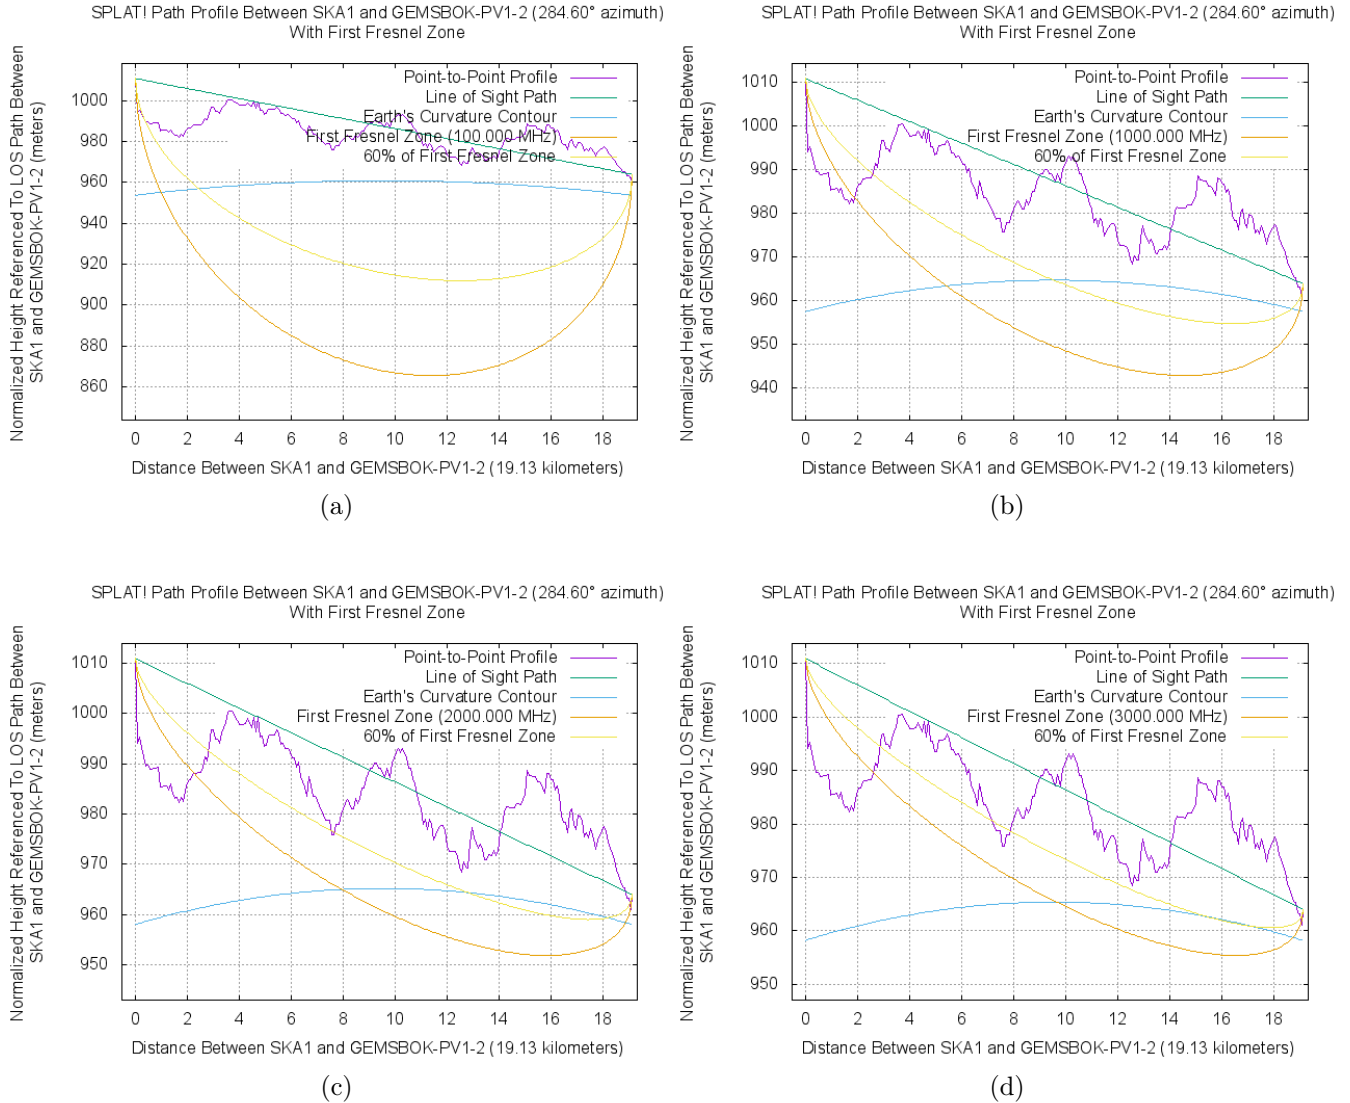 SPLAT! Path Profile Between SKA1 and GEMSBOK-PV1-2 (284.60° azimuth)
With First Fresnel Zone
Normalized Height Referenced To LOS Path Between
SKA1 and GEMSBOK-PV1-2 (meters)
Point-to-Point Profile
Line of Sight Path
Earth's Curvature Contour
First Fresnel Zone (100.000 MHz)
60% of First Fresnel Zone
1000
980
960
940
920
900
880
860
0 2 4 6 8 10 12 14 16 18
Distance Between SKA1 and GEMSBOK-PV1-2 (19.13 kilometers)
(a)
SPLAT! Path Profile Between SKA1 and GEMSBOK-PV1-2 (284.60° azimuth)
With First Fresnel Zone
Normalized Height Referenced To LOS Path Between
SKA1 and GEMSBOK-PV1-2 (meters)
Point-to-Point Profile
Line of Sight Path
Earth's Curvature Contour
First Fresnel Zone (1000.000 MHz)
60% of First Fresnel Zone
1010
1000
990
980
970
960
950
940
0 2 4 6 8 10 12 14 16 18
Distance Between SKA1 and GEMSBOK-PV1-2 (19.13 kilometers)
(b)
SPLAT! Path Profile Between SKA1 and GEMSBOK-PV1-2 (284.60° azimuth)
With First Fresnel Zone
Normalized Height Referenced To LOS Path Between
SKA1 and GEMSBOK-PV1-2 (meters)
Point-to-Point Profile
Line of Sight Path
Earth's Curvature Contour
First Fresnel Zone (2000.000 MHz)
60% of First Fresnel Zone
1010
1000
990
980
970
960
950
0 2 4 6 8 10 12 14 16 18
Distance Between SKA1 and GEMSBOK-PV1-2 (19.13 kilometers)
(c)
SPLAT! Path Profile Between SKA1 and GEMSBOK-PV1-2 (284.60° azimuth)
With First Fresnel Zone
Normalized Height Referenced To LOS Path Between
SKA1 and GEMSBOK-PV1-2 (meters)
Point-to-Point Profile
Line of Sight Path
Earth's Curvature Contour
First Fresnel Zone (3000.000 MHz)
60% of First Fresnel Zone
1010
1000
990
980
970
960
950
0 2 4 6 8 10 12 14 16 18
Distance Between SKA1 and GEMSBOK-PV1-2 (19.13 kilometers)
(d)